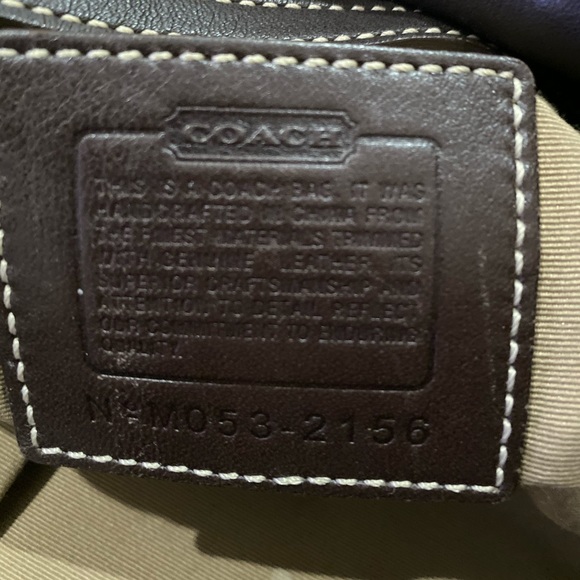 COACH
THIS IS A COACH BAG. IT WAS
HANDCRAFTED IN CHINA FROM
THE FINEST MATERIALS TRIMMED
WITH GENUINE LEATHER. ITS
SUPERIOR CRAFTSMANSHIP AND
ATTENTION TO DETAIL REFLECT
OUR COMMITMENT TO ENDURING
QUALITY.
Nº M053-2156